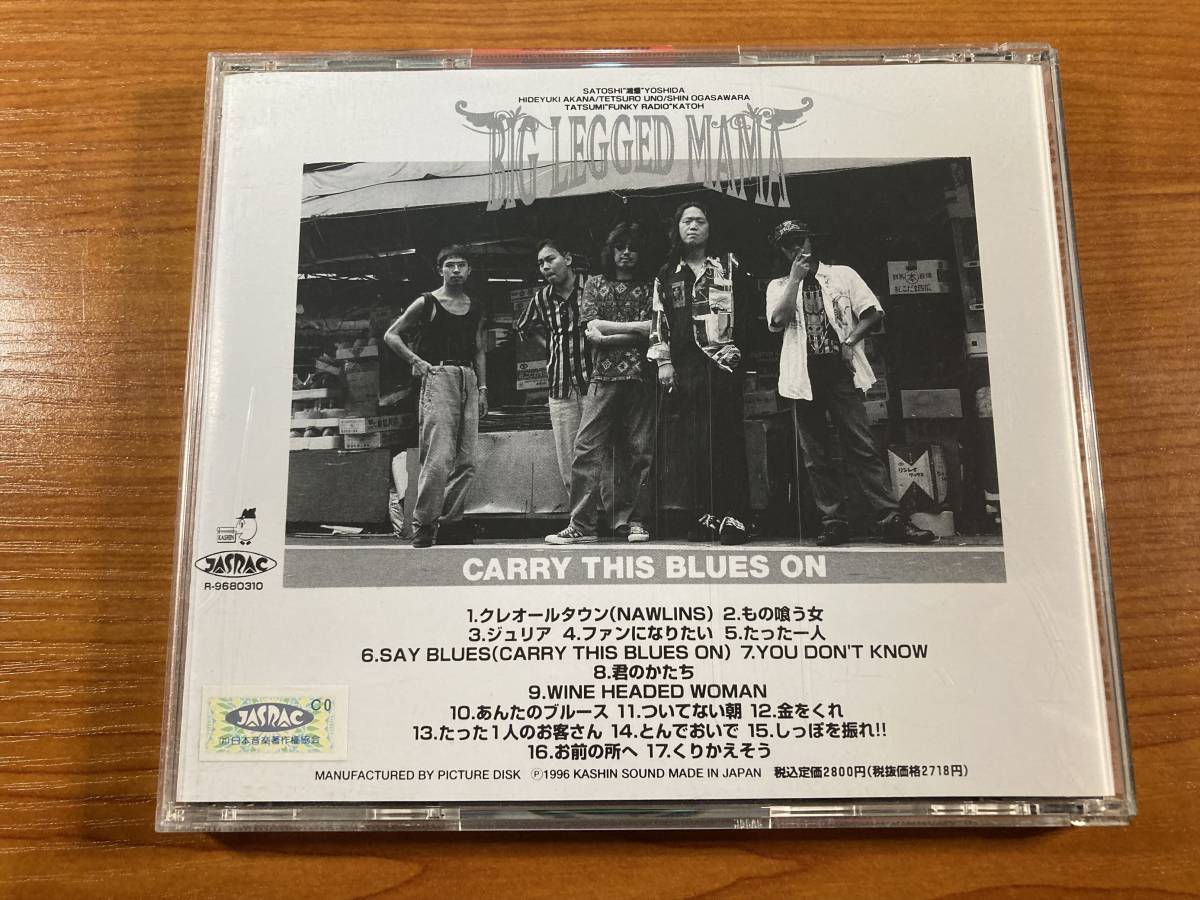 SATOSHI"    "YOSHIDA
HIDEYUKI AKANA/TETSURO UNO/SHIN OGASAWARA
TATSUMI"FUNKY RADIO"KATOH
BIG LEGGED MAMA
CARRY THIS BLUES ON
KASHIN
JASRAC
R-9680310
1.クレオールタウン(NAWLINS) 2.もの喰う女
3.ジュリア 4.ファンになりたい 5.たった一人
6.SAY BLUES(CARRY THIS BLUES ON) 7.YOU DON'T KNOW
8.君のかたち
9.WINE HEADED WOMAN
10.あんたのブルース 11.ついてない朝 12.金をくれ
13.たった1人のお客さん 14.とんでおいで 15.しっぽを振れ!!
16.お前の所へ 17.くりかえそう
MANUFACTURED BY PICTURE DISK ℗1996 KASHIN SOUND MADE IN JAPAN 税込定価2800円(税抜価格2718円)
C0
JASRAC
㈳日本音楽著作権協会